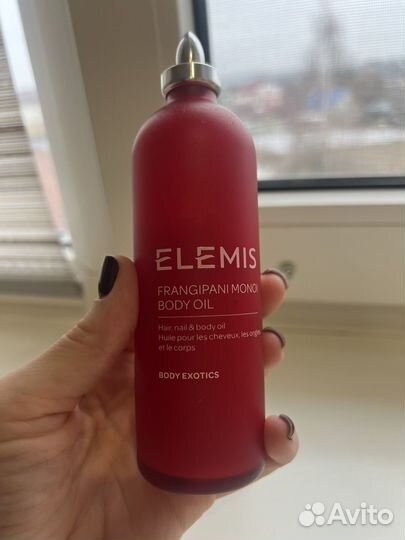 ELEMIS
FRANGIPANI MONOI
BODY OIL
Hair, nail & body oil
Huile pour les cheveux, les ongles
et le corps
BODY EXOTICS
Avito